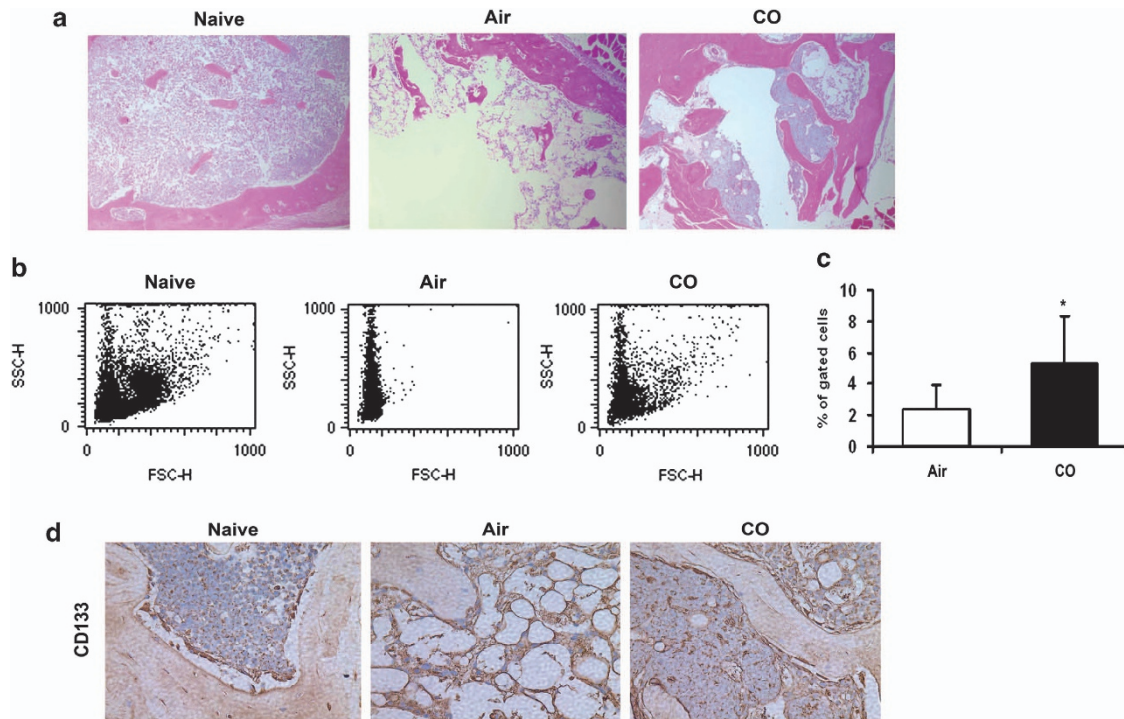 a
Naive Air CO
b
Naive Air CO
1000 1000 1000
SSC-H SSC-H SSC-H
0 0 0
0 1000 0 1000 0 1000
FSC-H FSC-H FSC-H
c
10
8
6
4
2
0
% of gated cells
*
Air CO
d
Naive Air CO
CD133